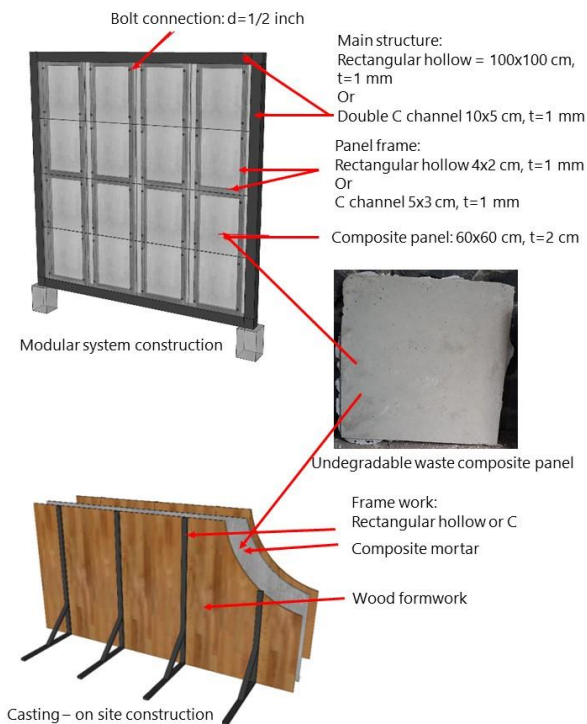 Bolt connection: d=1/2 inch
Main structure:
Rectangular hollow = 100x100 cm,
t=1 mm
Or
Double C channel 10x5 cm, t=1 mm
Panel frame:
Rectangular hollow 4x2 cm, t=1 mm
Or
C channel 5x3 cm, t=1 mm
Composite panel: 60x60 cm, t=2 cm
Modular system construction
Undegradable waste composite panel
Frame work:
Rectangular hollow or C
Composite mortar
Wood formwork
Casting – on site construction